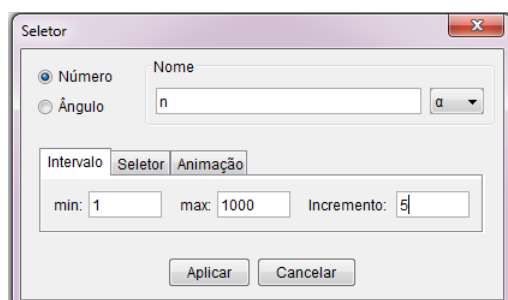 Seletor
Número
Ângulo
Nome
n
α
Intervalo Seletor Animação
min: 1 max: 1000 Incremento: 5
Aplicar Cancelar